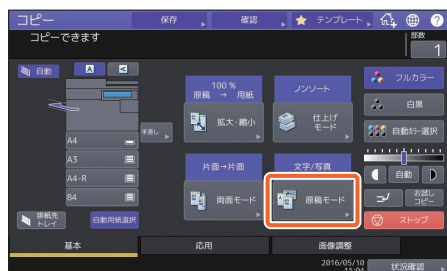 コピー
保存
確認
テンプレート
コピーできます
部数
1
自動
A
100 %
原稿 → 用紙
ノンソート
フルカラー
拡大・縮小
仕上げ
モード
白黒
手差し
自動ｶﾗｰ選択
A4
A3
片面→片面
文字/写真
自動
A4-R
B4
両面モード
原稿モード
お試し
コピー
排紙先
トレイ
自動用紙選択
ストップ
基本
応用
画像調整
2016/05/10
11:04
状況確認